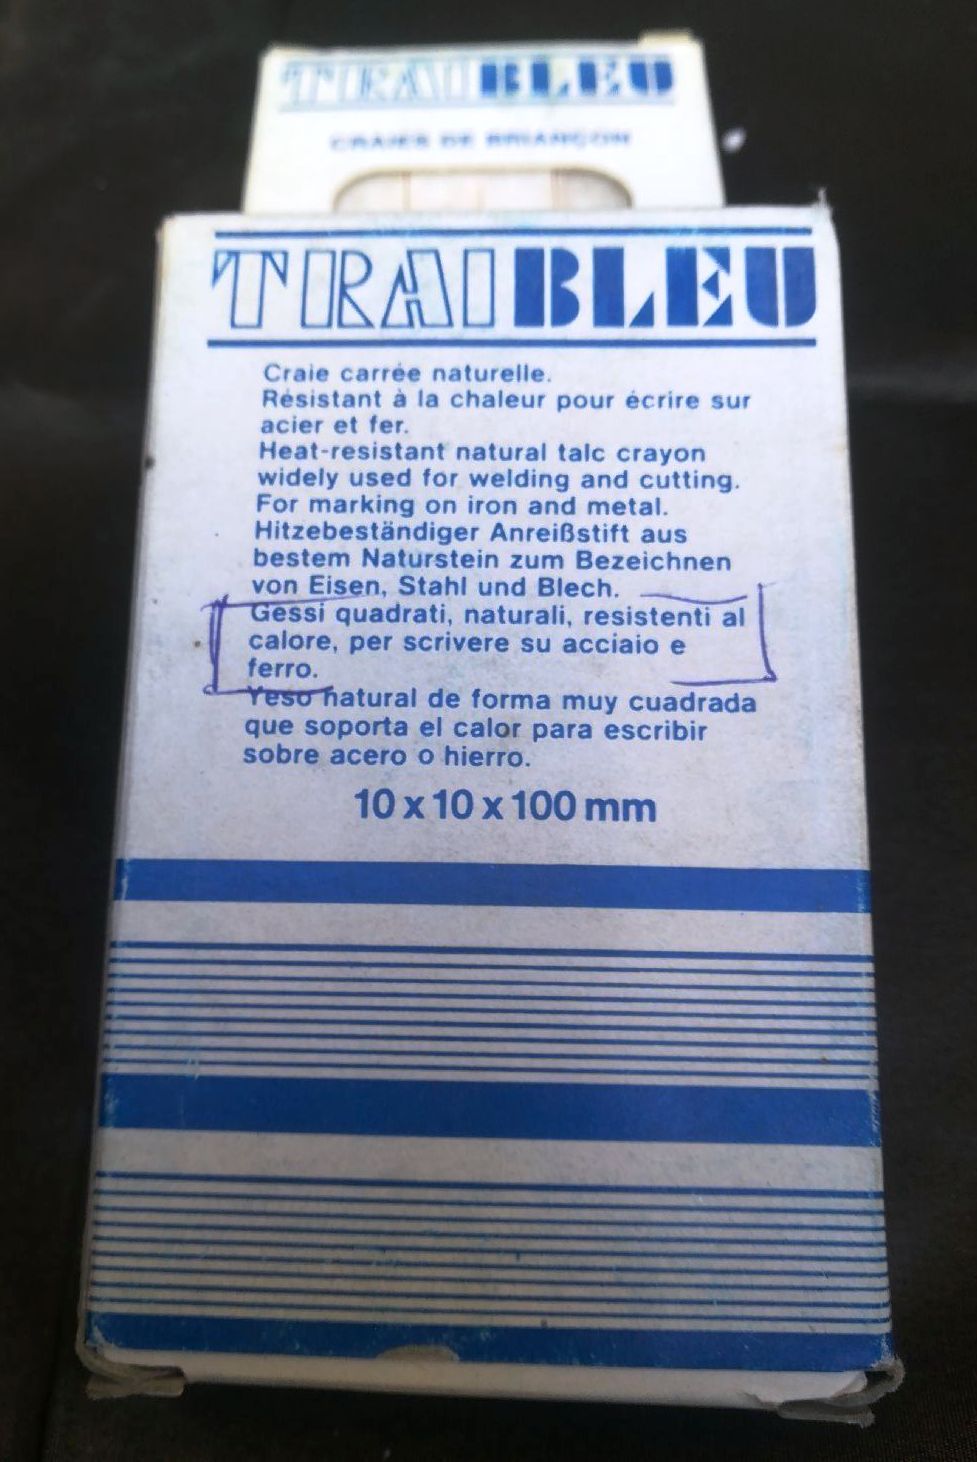 TRAIBLEU
CRAIES DE BRIANÇON
TRAIBLEU
Craie carrée naturelle.
Résistant à la chaleur pour écrire sur
acier et fer.
Heat-resistant natural talc crayon
widely used for welding and cutting.
For marking on iron and metal.
Hitzebeständiger Anreißstift aus
bestem Naturstein zum Bezeichnen
von Eisen, Stahl und Blech.
Gessi quadrati, naturali, resistenti al
calore, per scrivere su acciaio e
ferro.
Yeso natural de forma muy cuadrada
que soporta el calor para escribir
sobre acero o hierro.
10 x 10 x 100 mm